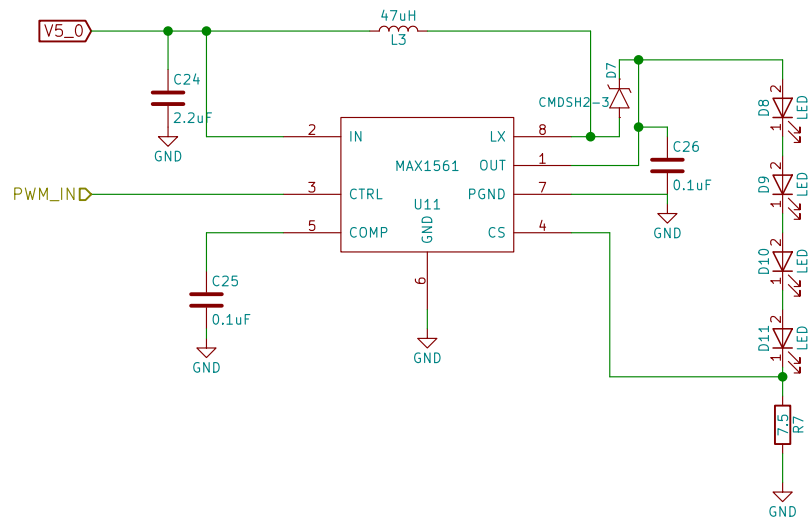 V5_0
47uH
L3
C24
2.2uF
GND
D7
CMDSH2-3
D8
2
1
LED
2
IN
LX
8
MAX1561
OUT
1
C26
0.1uF
PWM_IN
3
CTRL
PGND
7
D9
2
1
LED
U11
GND
GND
5
COMP
CS
4
D10
2
1
LED
6
C25
0.1uF
GND
GND
D11
2
1
LED
7.5
R7
GND